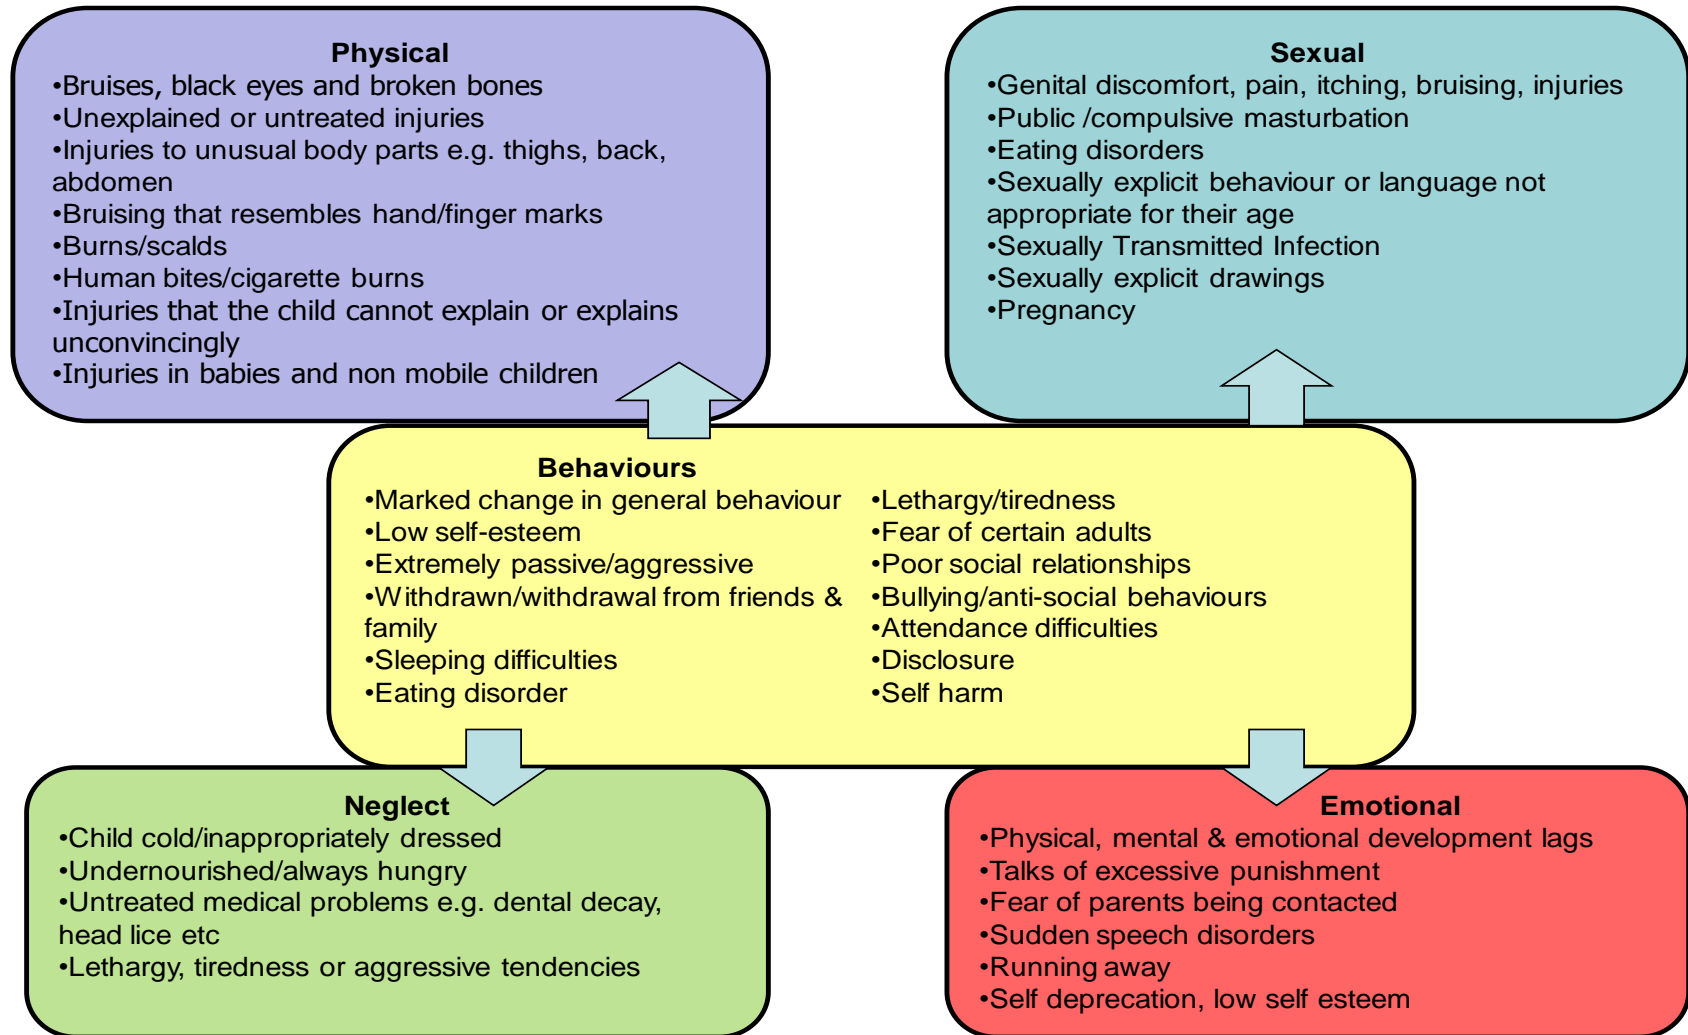 Physical
•Bruises, black eyes and broken bones
•Unexplained or untreated injuries
•Injuries to unusual body parts e.g. thighs, back,
abdomen
•Bruising that resembles hand/finger marks
•Burns/scalds
•Human bites/cigarette burns
•Injuries that the child cannot explain or explains
unconvincingly
•Injuries in babies and non mobile children
Sexual
•Genital discomfort, pain, itching, bruising, injuries
•Public /compulsive masturbation
•Eating disorders
•Sexually explicit behaviour or language not
appropriate for their age
•Sexually Transmitted Infection
•Sexually explicit drawings
•Pregnancy
Behaviours
•Marked change in general behaviour
•Low self-esteem
•Extremely passive/aggressive
•Withdrawn/withdrawal from friends &
family
•Sleeping difficulties
•Eating disorder
•Lethargy/tiredness
•Fear of certain adults
•Poor social relationships
•Bullying/anti-social behaviours
•Attendance difficulties
•Disclosure
•Self harm
Neglect
•Child cold/inappropriately dressed
•Undernourished/always hungry
•Untreated medical problems e.g. dental decay,
head lice etc
•Lethargy, tiredness or aggressive tendencies
Emotional
•Physical, mental & emotional development lags
•Talks of excessive punishment
•Fear of parents being contacted
•Sudden speech disorders
•Running away
•Self deprecation, low self esteem